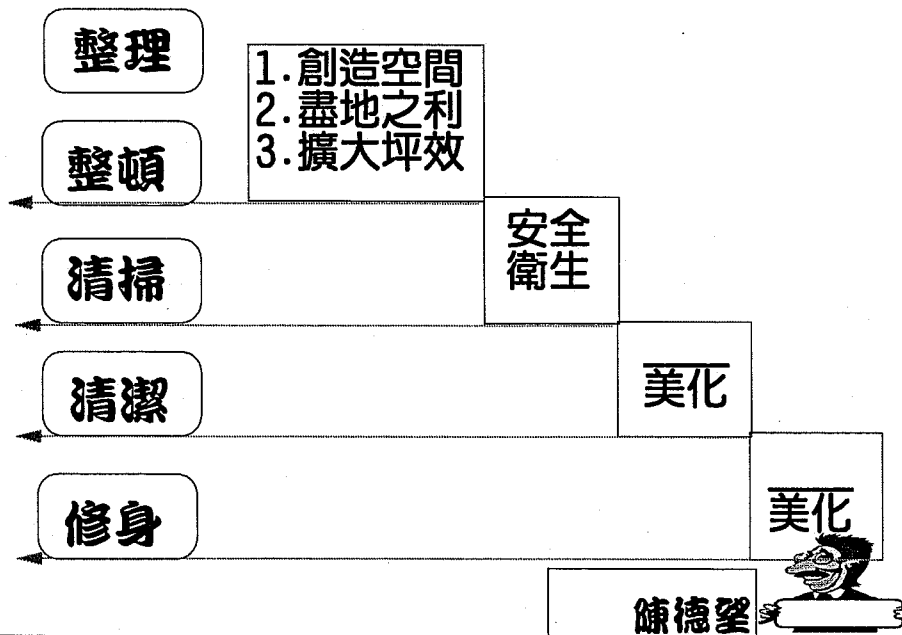 整理
1.創造空間
2.盡地之利
3.擴大坪效
整頓
安全
衛生
清掃
美化
清潔
美化
修身
陳德望